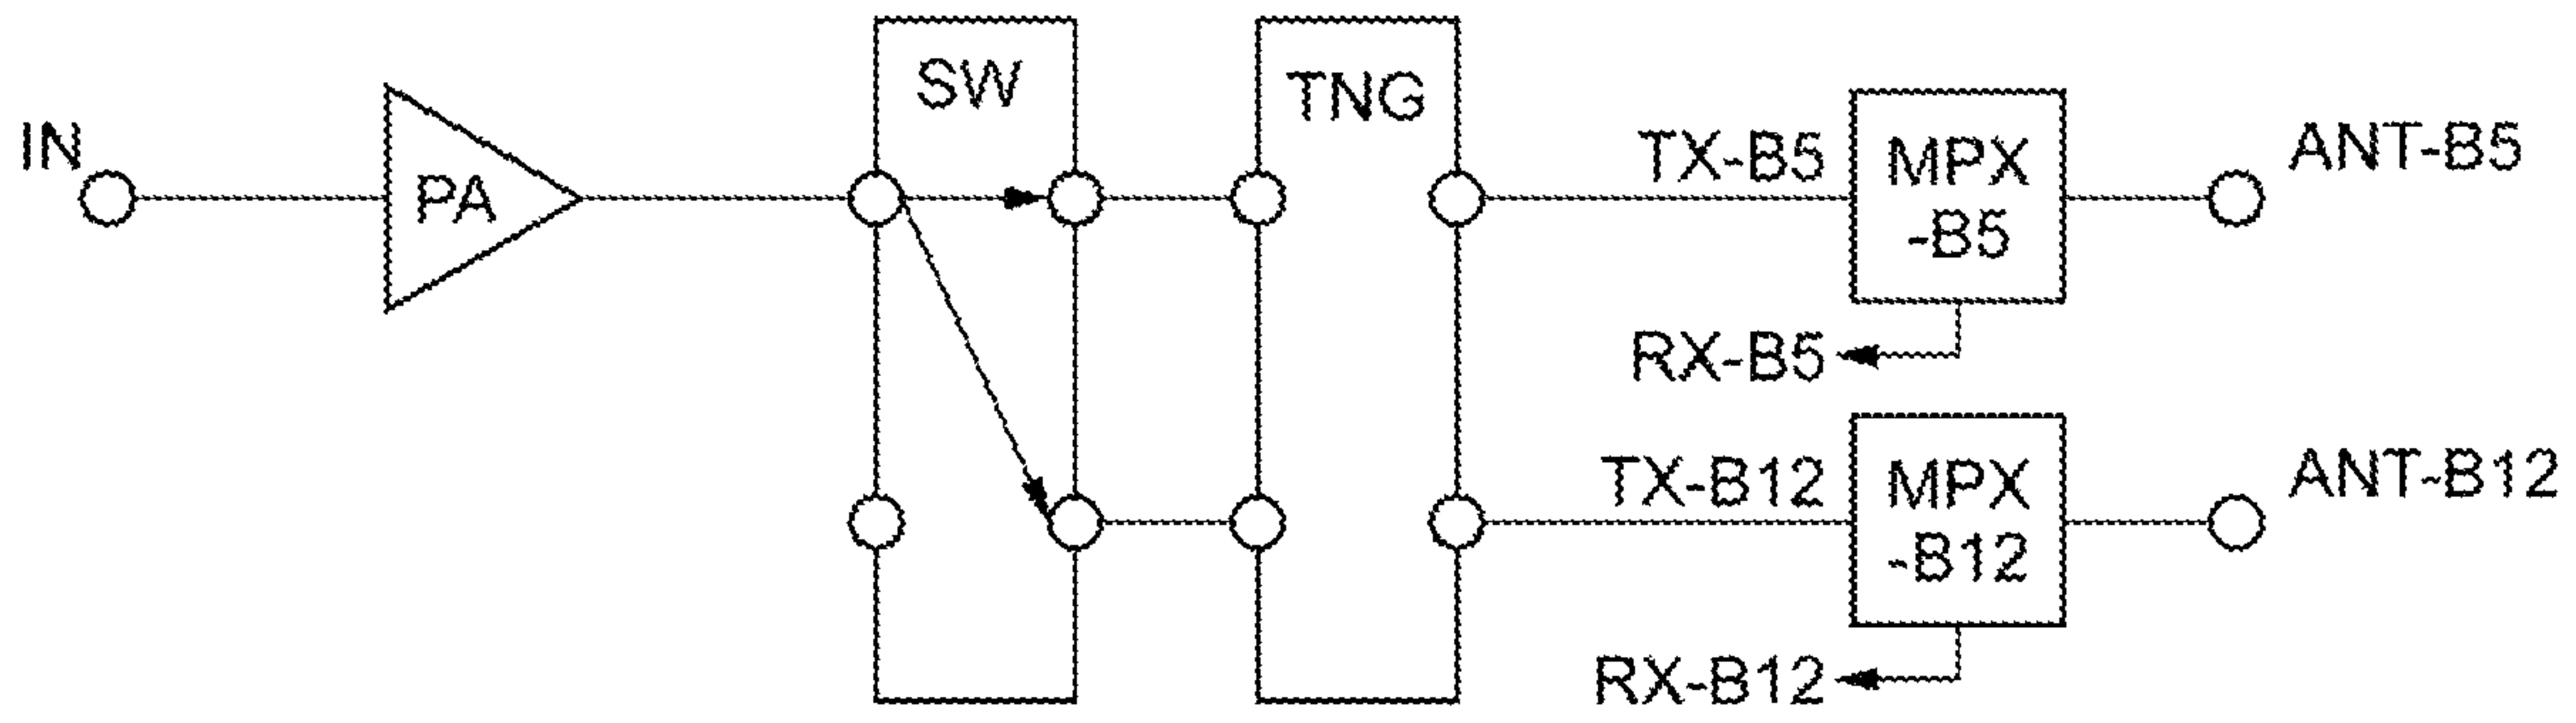 IN
PA
SW
TNG
TX-B5
MPX
-B5
ANT-B5
RX-B5
TX-B12
MPX
-B12
ANT-B12
RX-B12